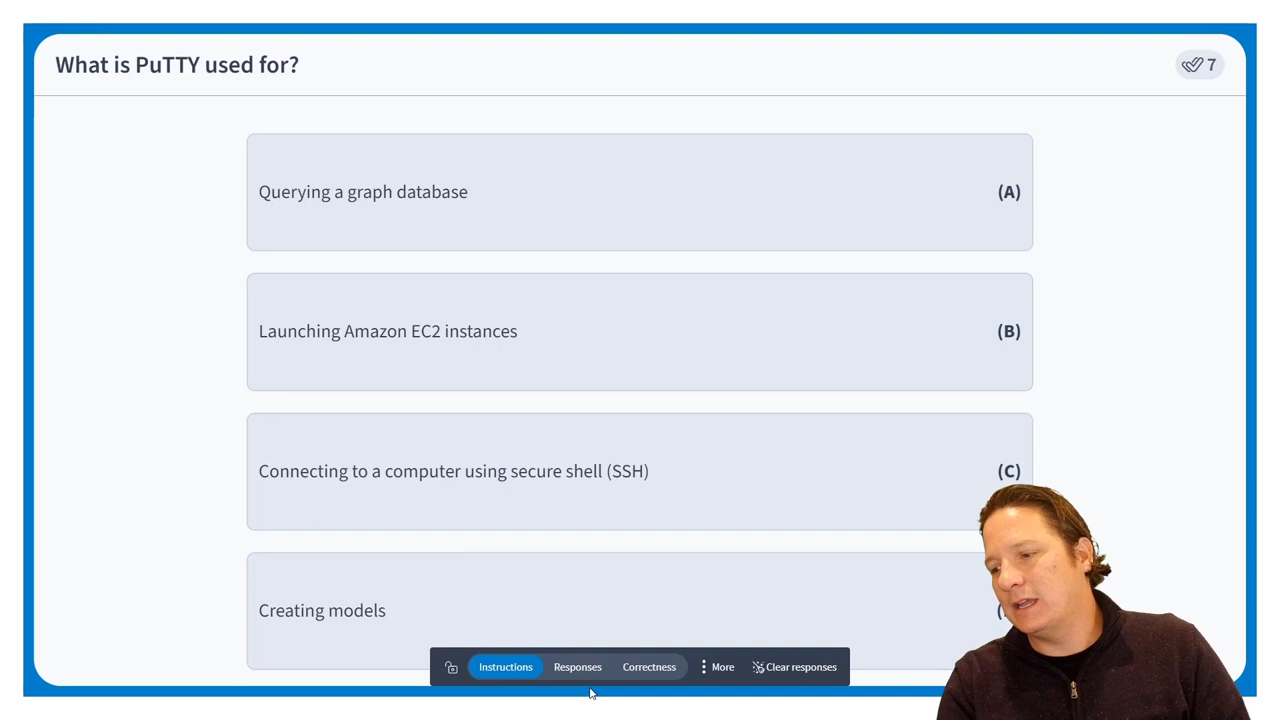 What is PuTTY used for?
7
Querying a graph database (A)
Launching Amazon EC2 instances (B)
Connecting to a computer using secure shell (SSH) (C)
Creating models
Instructions Responses Correctness More Clear responses